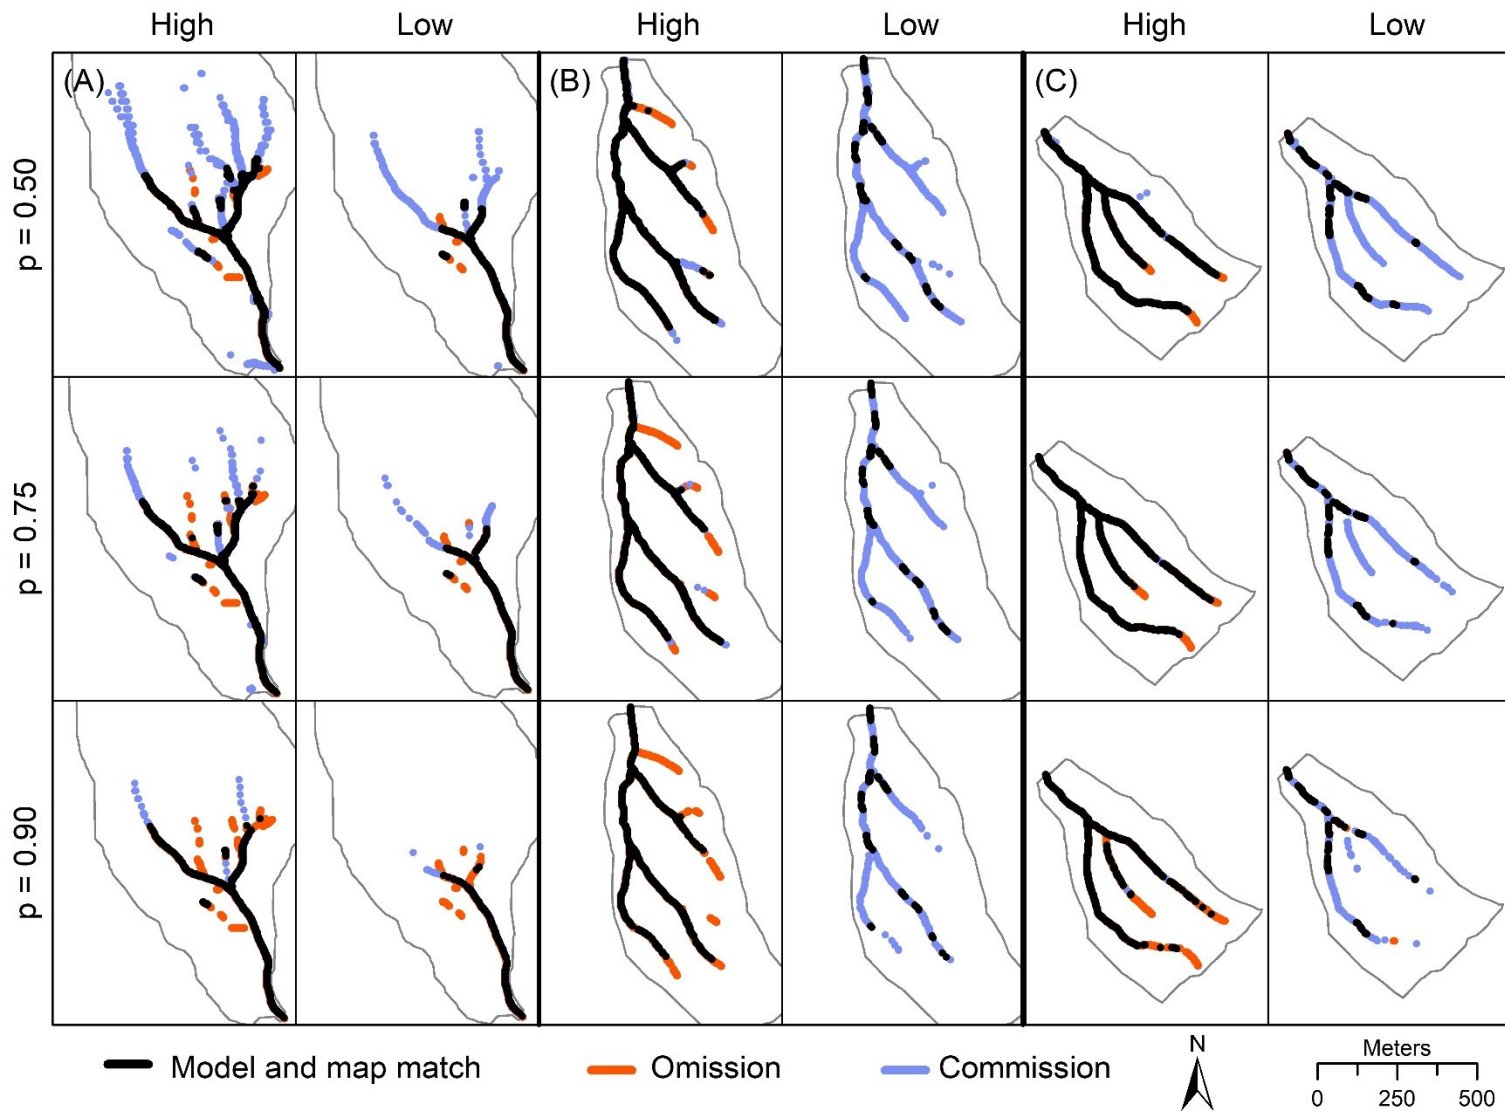 High Low High Low High Low
(A) (B) (C)
p = 0.50
p = 0.75
p = 0.90
Model and map match Omission Commission
N
Meters
0 250 500